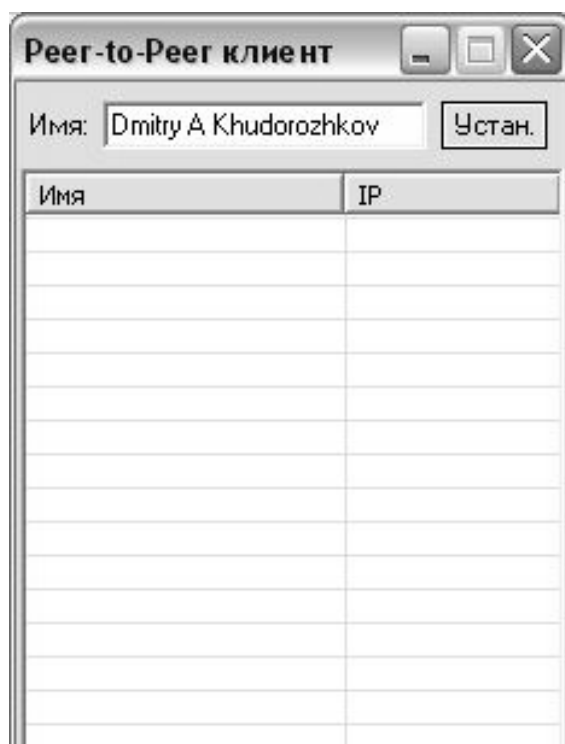 Peer-to-Peer клиент
Имя: Dmitry A Khudorozhkov Устан.
Имя IP